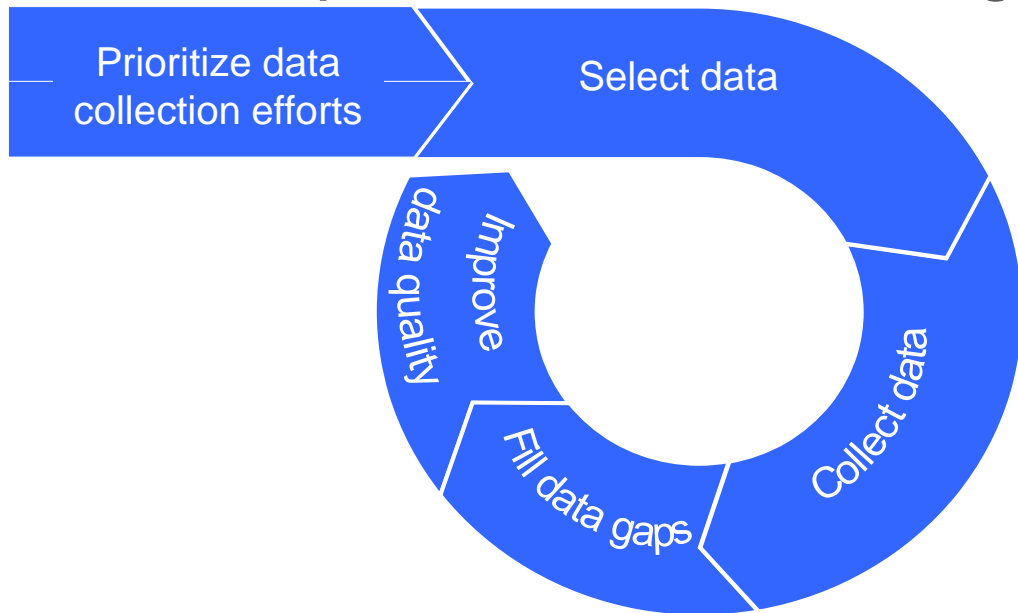 Prioritize data
collection efforts
Select data
Collect data
Fill data gaps
Improve
data quality